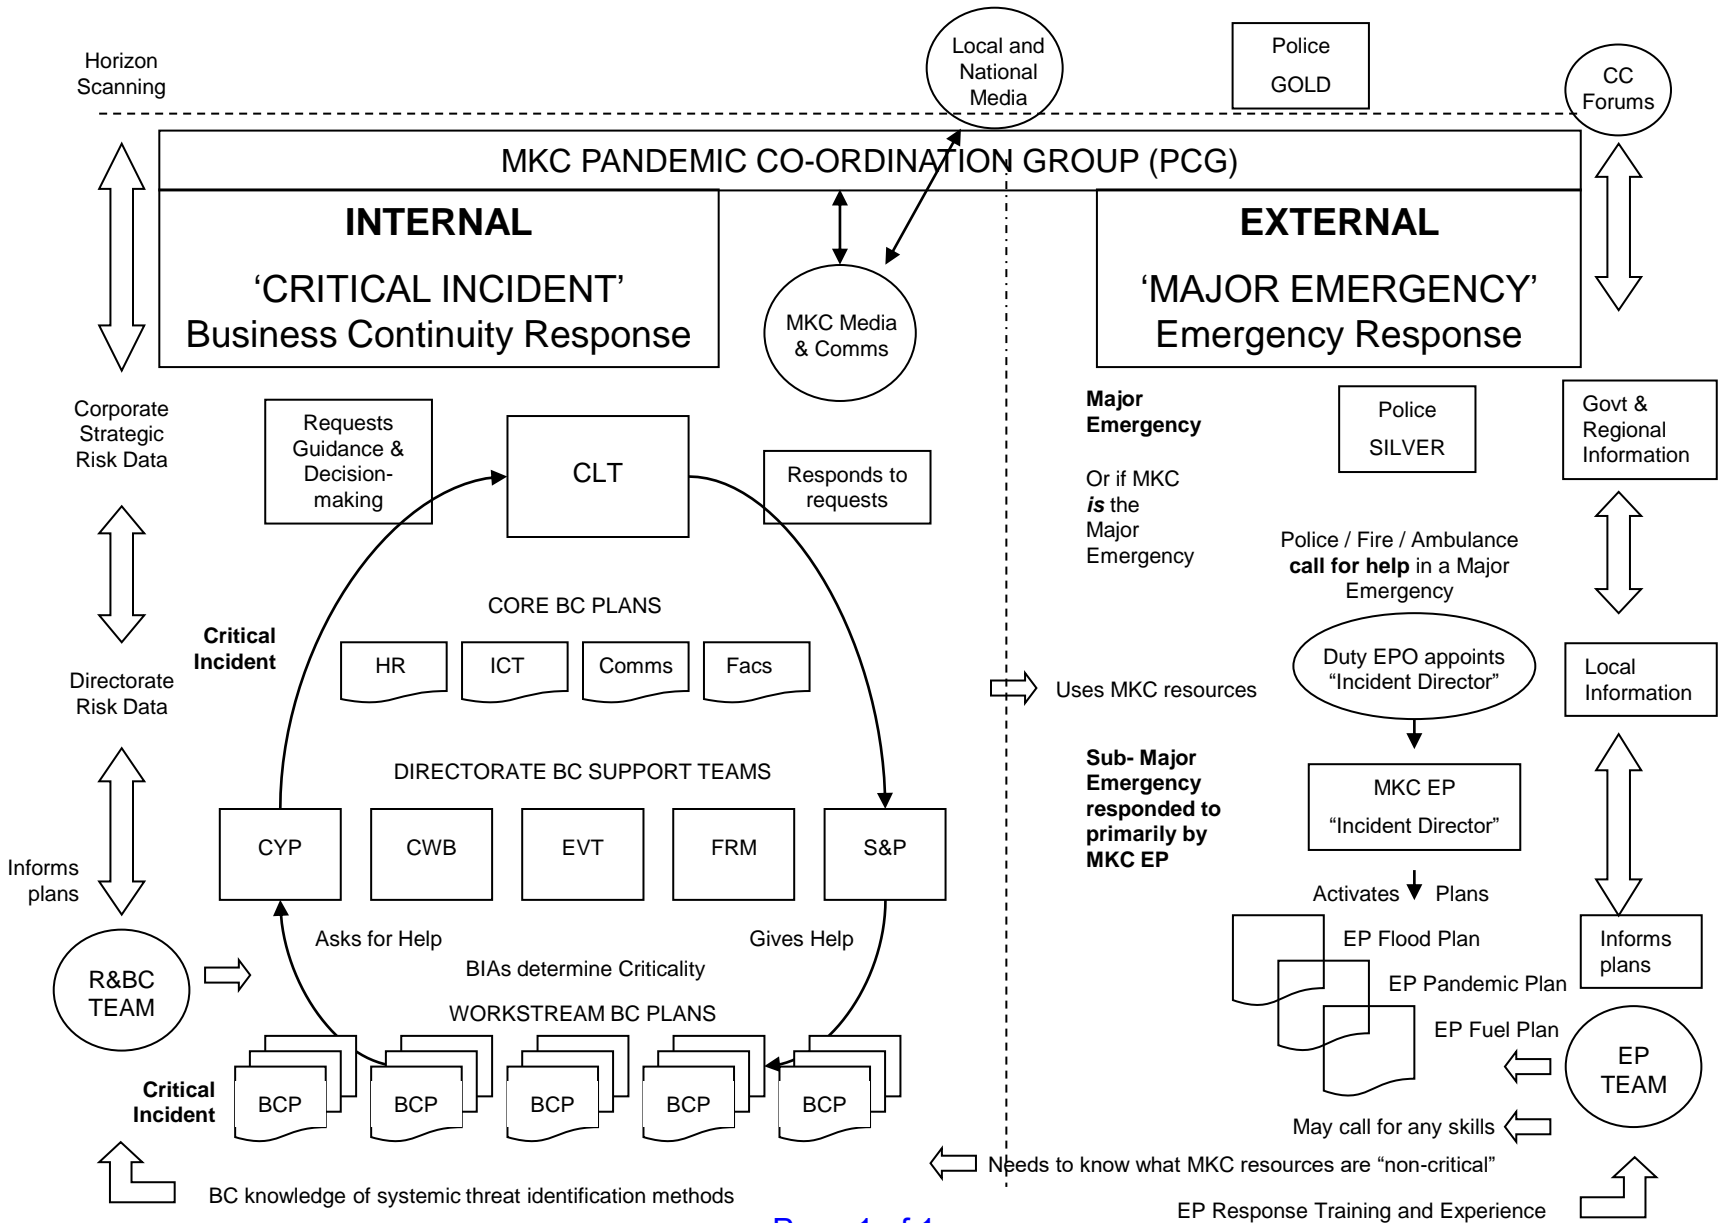 Horizon
Scanning
Local and
National
Media
Police
GOLD
CC
Forums
MKC PANDEMIC CO-ORDINATION GROUP (PCG)
INTERNAL
‘CRITICAL INCIDENT’
Business Continuity Response
MKC Media
& Comms
EXTERNAL
‘MAJOR EMERGENCY’
Emergency Response
Corporate
Strategic
Risk Data
Requests
Guidance &
Decision-
making
CLT
Responds to
requests
Major
Emergency
Or if MKC
is the
Major
Emergency
Police
SILVER
Govt &
Regional
Information
Police / Fire / Ambulance
call for help in a Major
Emergency
CORE BC PLANS
Critical
Incident
HR
ICT
Comms
Facs
Directorate
Risk Data
Uses MKC resources
Duty EPO appoints
“Incident Director”
Local
Information
DIRECTORATE BC SUPPORT TEAMS
CYP
CWB
EVT
FRM
S&P
Sub- Major
Emergency
responded to
primarily by
MKC EP
MKC EP
“Incident Director”
Informs
plans
Activates
Plans
Asks for Help
Gives Help
EP Flood Plan
Informs
plans
R&BC
TEAM
BIAs determine Criticality
EP Pandemic Plan
WORKSTREAM BC PLANS
EP Fuel Plan
EP
TEAM
Critical
Incident
BCP
BCP
BCP
BCP
BCP
May call for any skills
Needs to know what MKC resources are “non-critical”
BC knowledge of systemic threat identification methods
EP Response Training and Experience
Page 1 of 1